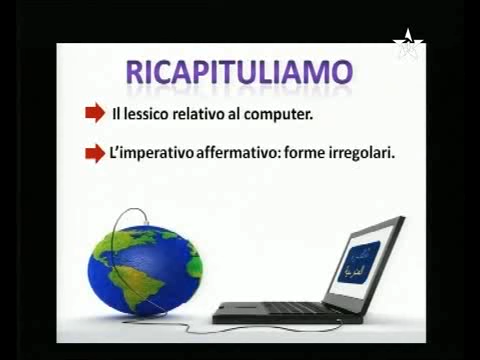 RICAPITULIAMO
Il lessico relativo al computer.
L'imperativo affermativo: forme irregolari.